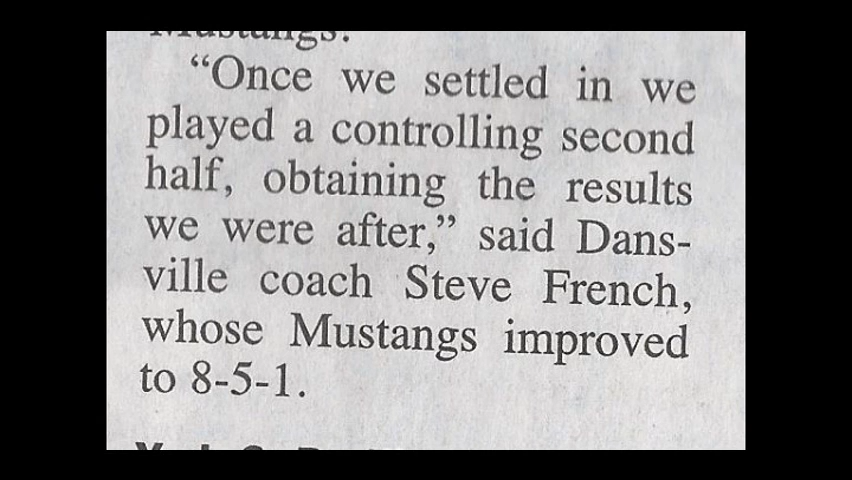 Mustangs.
“Once we settled in we
played a controlling second
half, obtaining the results
we were after,” said Dans-
ville coach Steve French,
whose Mustangs improved
to 8-5-1.